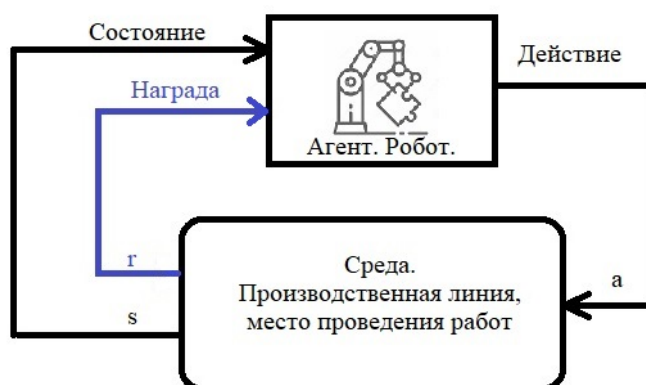 Состояние
Действие
Награда
Агент. Робот.
r
s
Среда.
Производственная линия,
место проведения работ
a